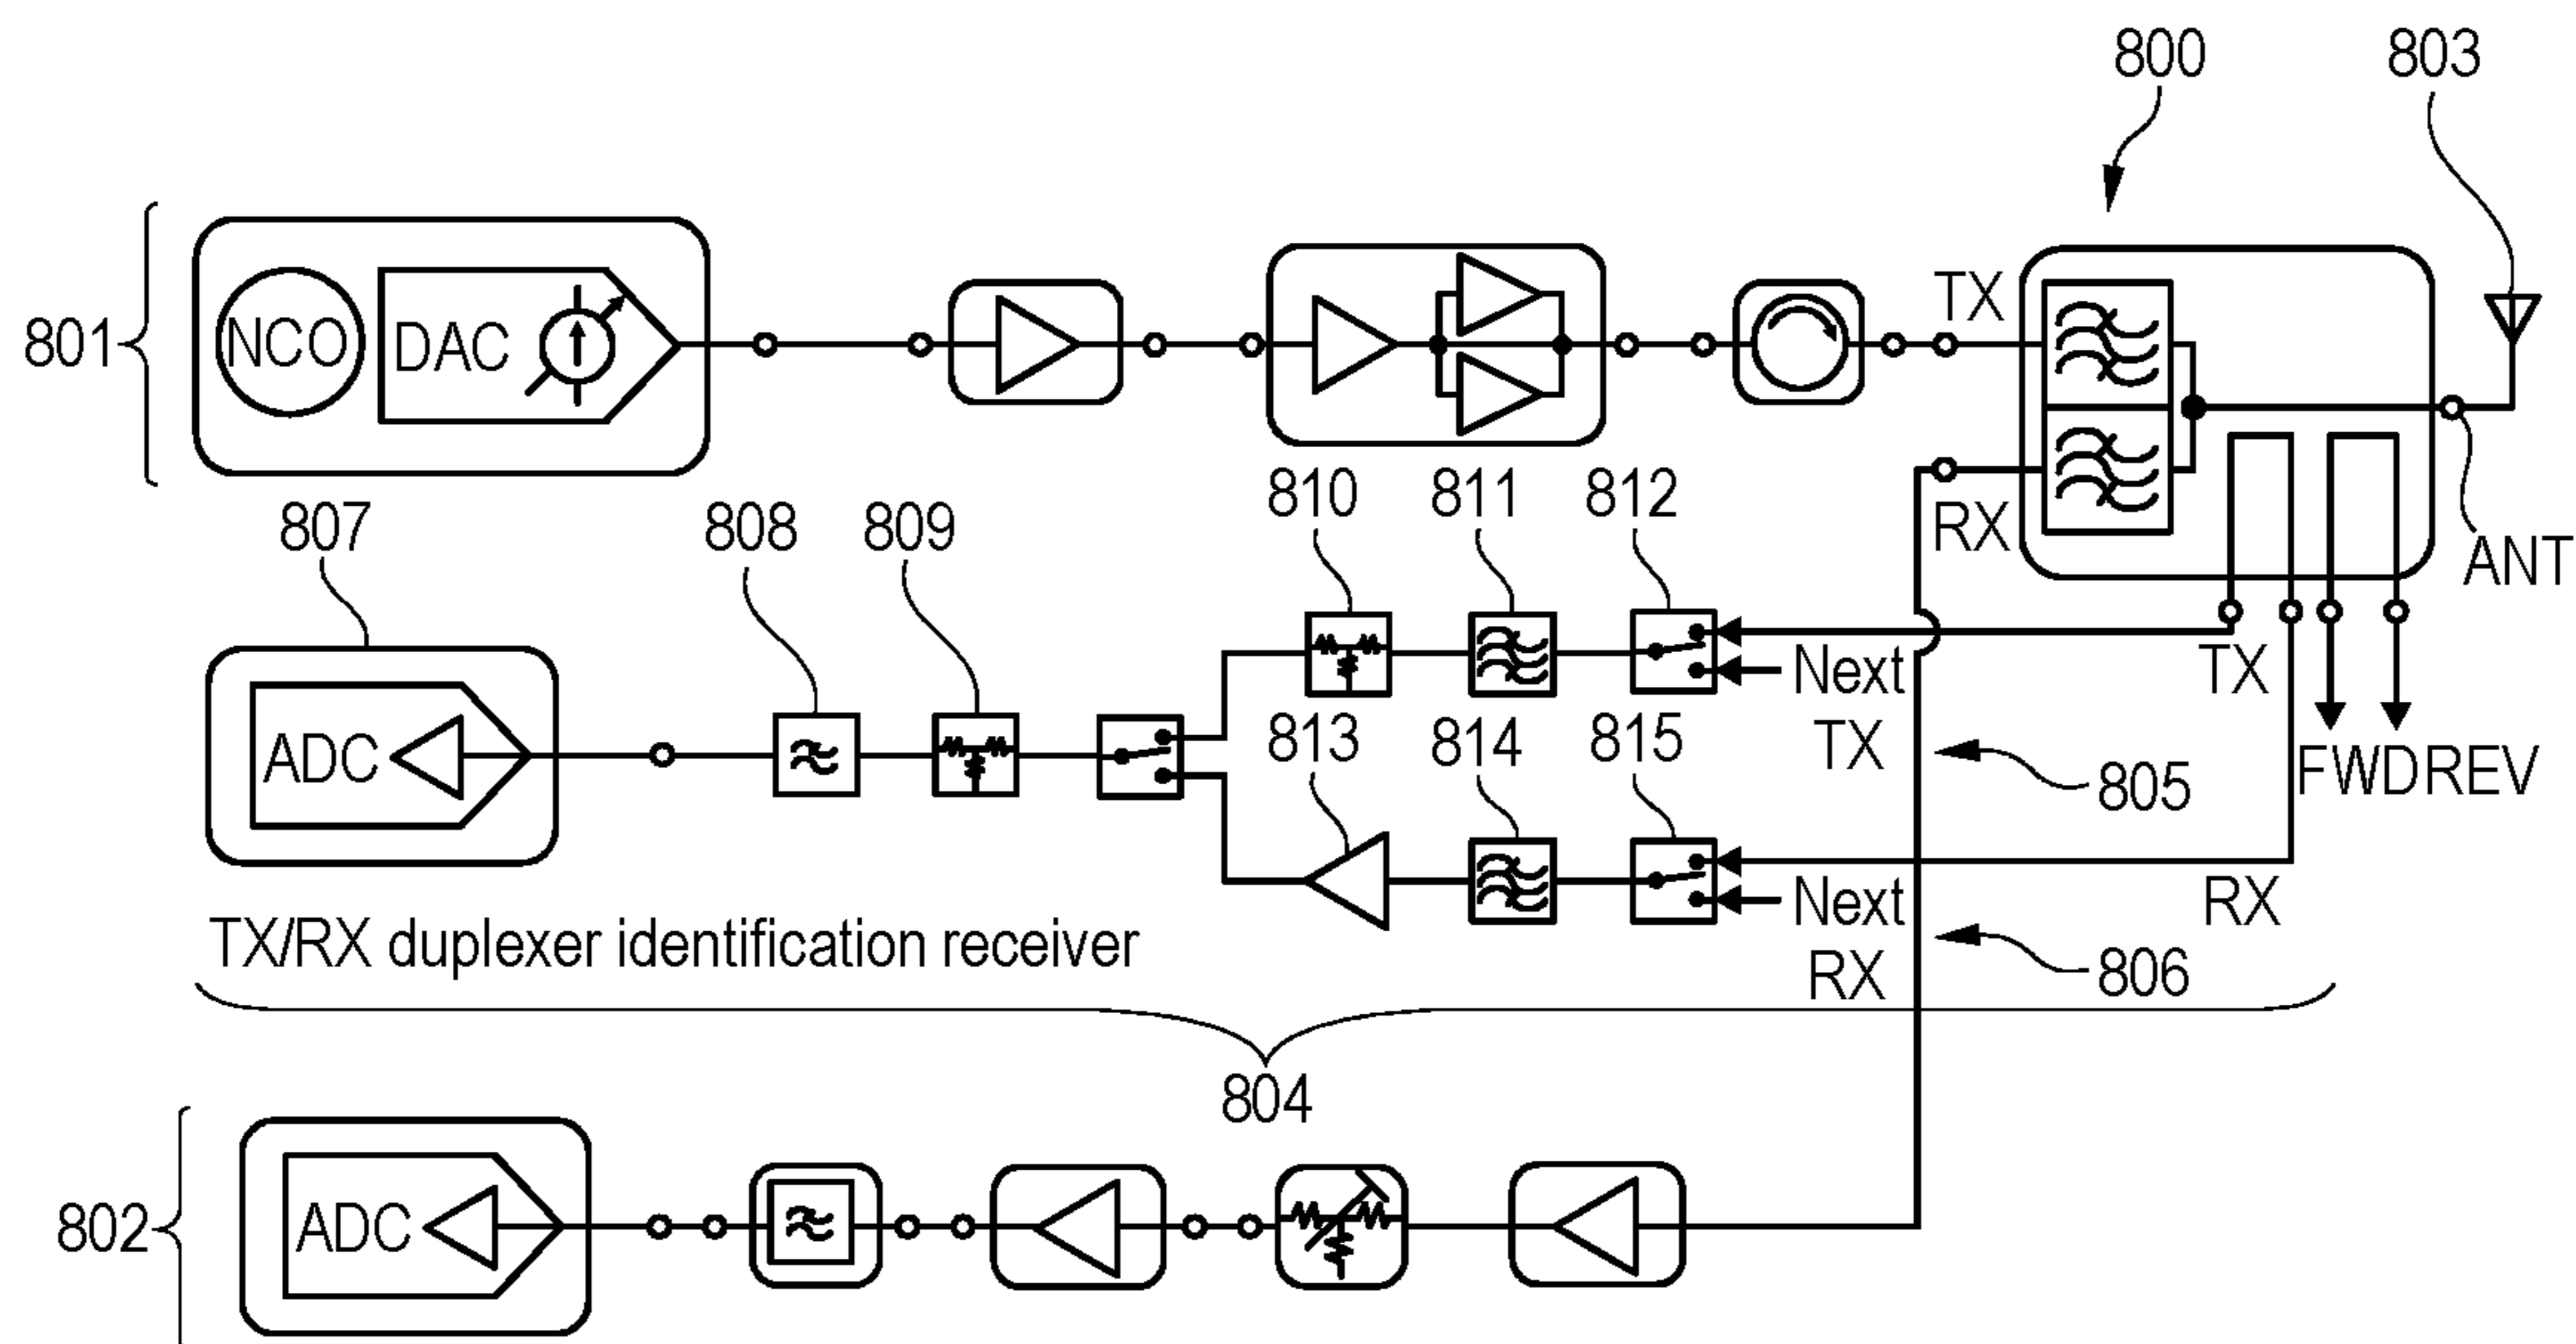 800
803
801
NCO
DAC
TX
RX
ANT
807
808
809
810
811
812
ADC
Next
TX
TX
813
814
815
805
FWD
REV
Next
RX
RX
806
TX/RX duplexer identification receiver
804
802
ADC